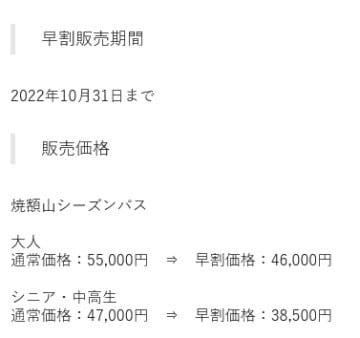 早割販売期間
2022年10月31日まで
販売価格
焼額山シーズンパス
大人
通常価格：55,000円　⇒　早割価格：46,000円
シニア・中高生
通常価格：47,000円　⇒　早割価格：38,500円